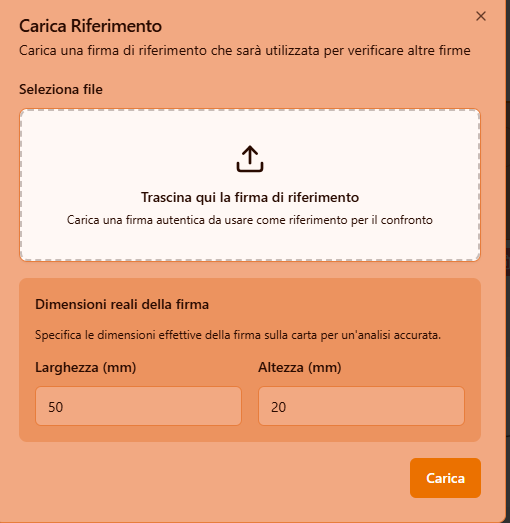 Carica Riferimento
Carica una firma di riferimento che sarà utilizzata per verificare altre firme
Seleziona file
Trascina qui la firma di riferimento
Carica una firma autentica da usare come riferimento per il confronto
Dimensioni reali della firma
Specifica le dimensioni effettive della firma sulla carta per un'analisi accurata.
Larghezza (mm) Altezza (mm)
50 20
Carica